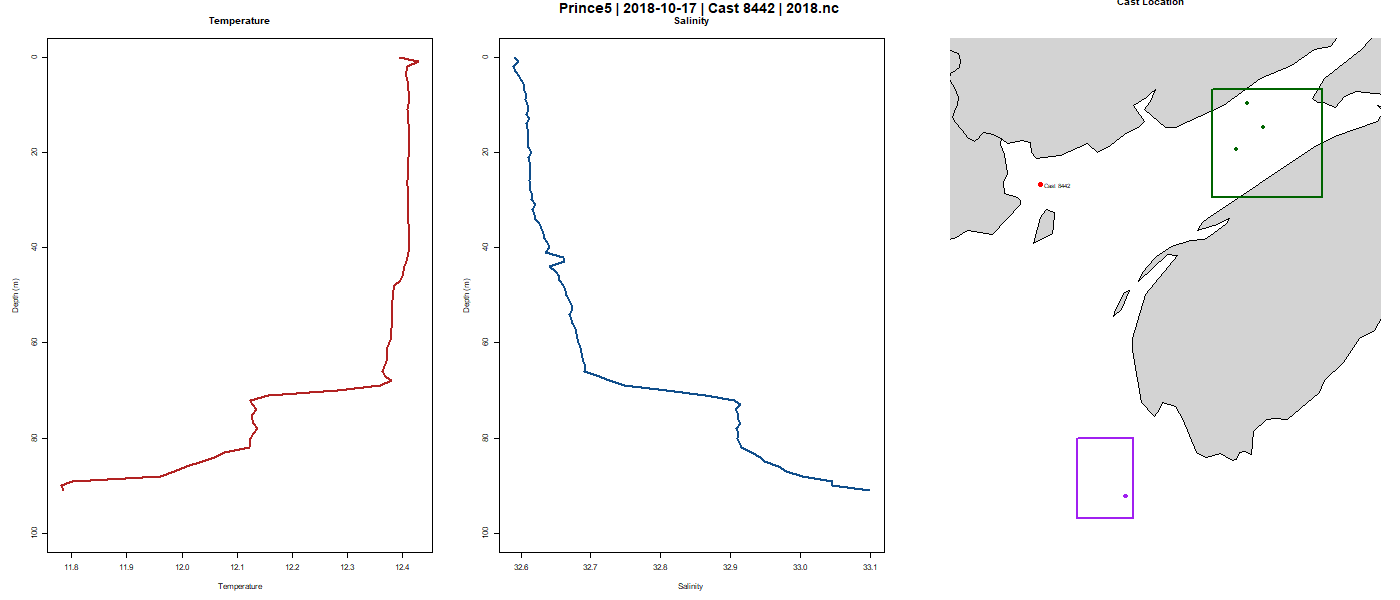 Prince5 | 2018-10-17 | Cast 8442 | 2018.nc
Temperature
Salinity
Cast Location
0
20
40
60
80
100
Depth (m)
11.8 11.9 12.0 12.1 12.2 12.3 12.4
Temperature
0
20
40
60
80
100
Depth (m)
32.6 32.7 32.8 32.9 33.0 33.1
Salinity
Cast 8442